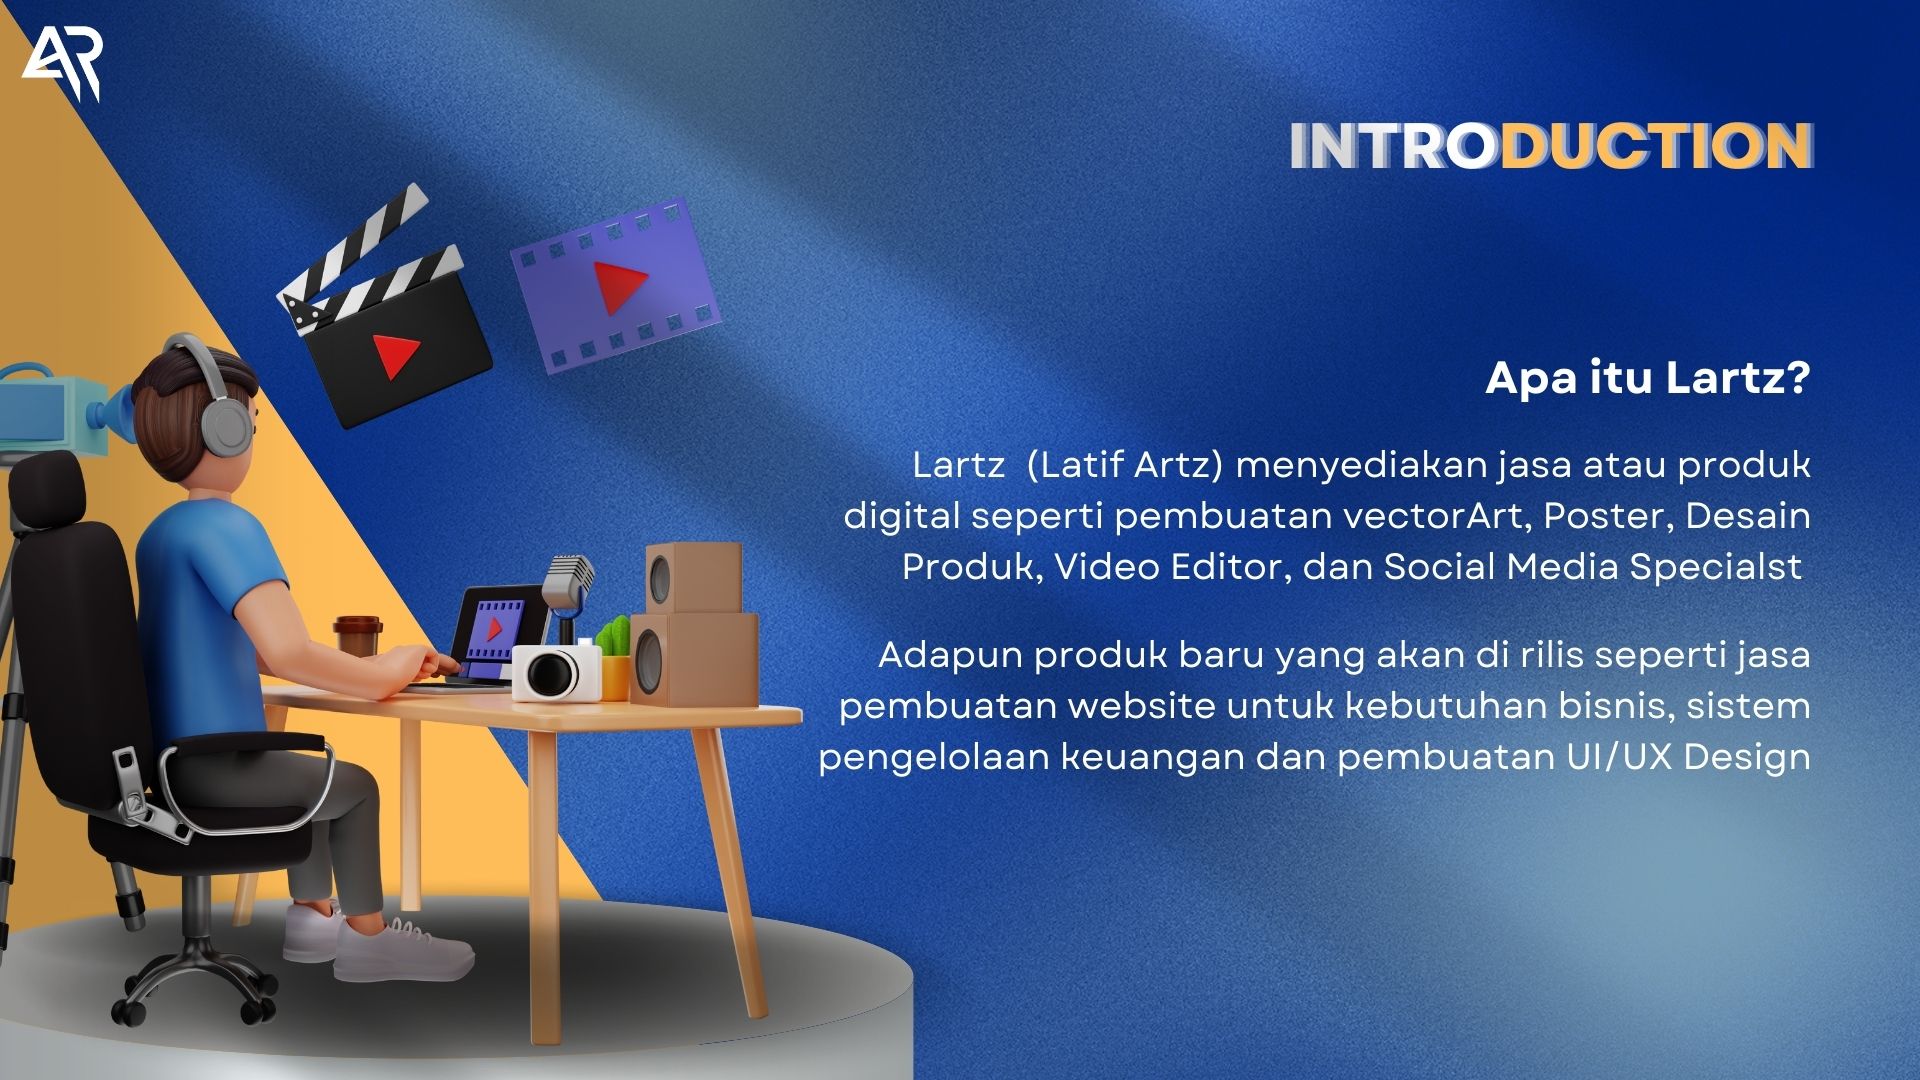 AR
INTRODUCTION
Apa itu Lartz?
Lartz (Latif Artz) menyediakan jasa atau produk
digital seperti pembuatan vectorArt, Poster, Desain
Produk, Video Editor, dan Social Media Specialst
Adapun produk baru yang akan di rilis seperti jasa
pembuatan website untuk kebutuhan bisnis, sistem
pengelolaan keuangan dan pembuatan UI/UX Design